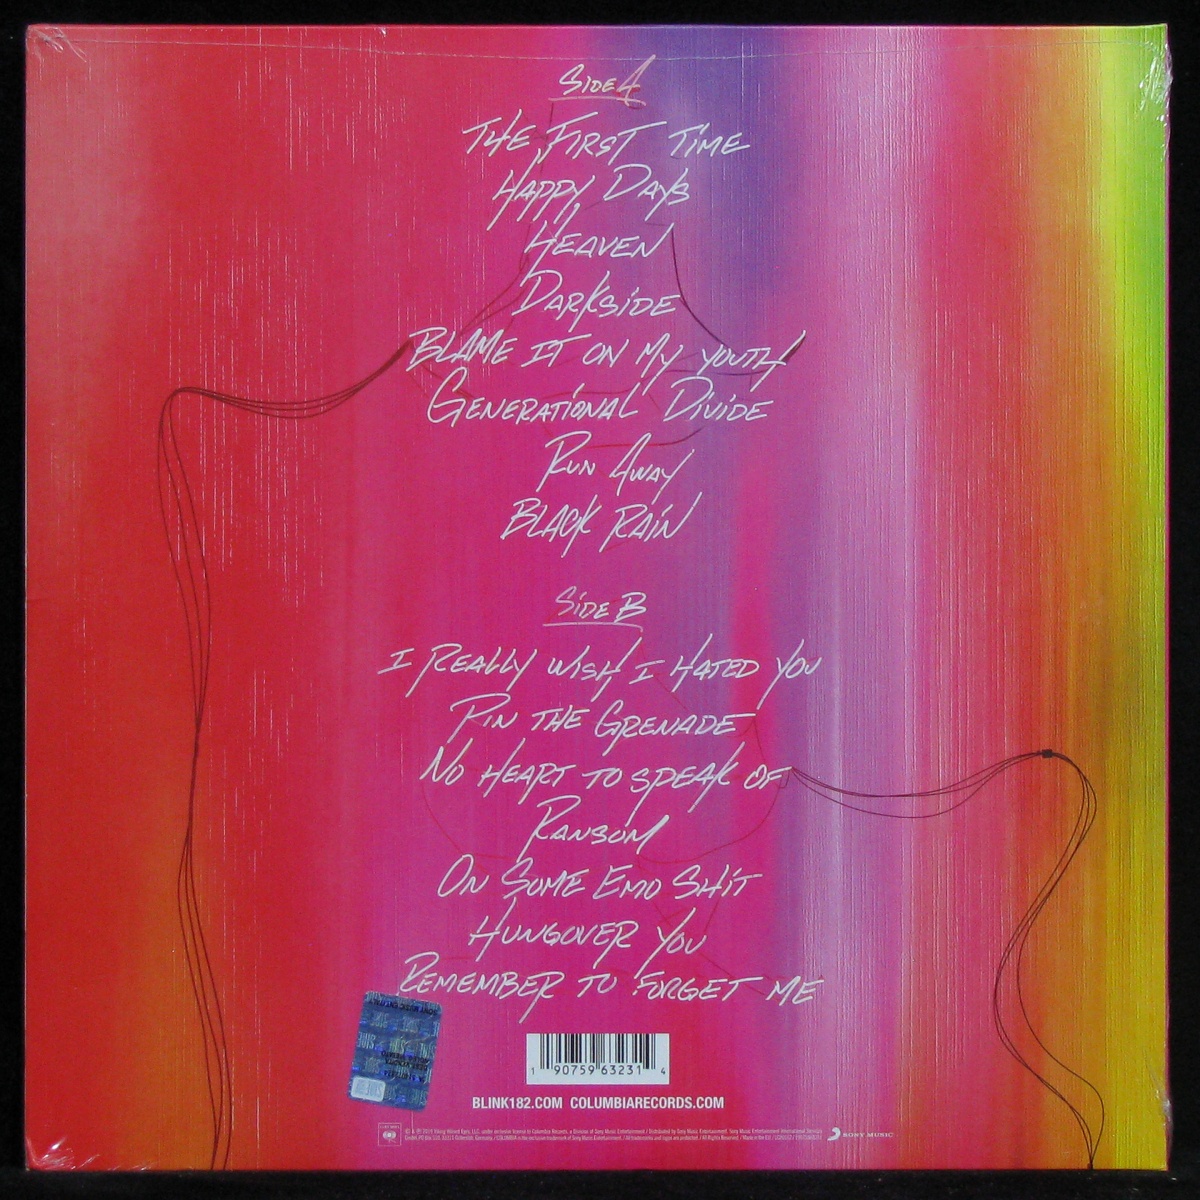 Side A
The First Time
Happy Days
Heaven
Darkside
Blame It On My Youth
Generational Divide
Run Away
Black Rain
Side B
I Really Wish I Hated You
Pin the Grenade
No Heart to Speak Of
Ransom
On Some Emo Shit
Hungover You
Remember to Forget Me
1 90759 63231 4
BLINK182.COM COLUMBIARECORDS.COM
SONY MUSIC